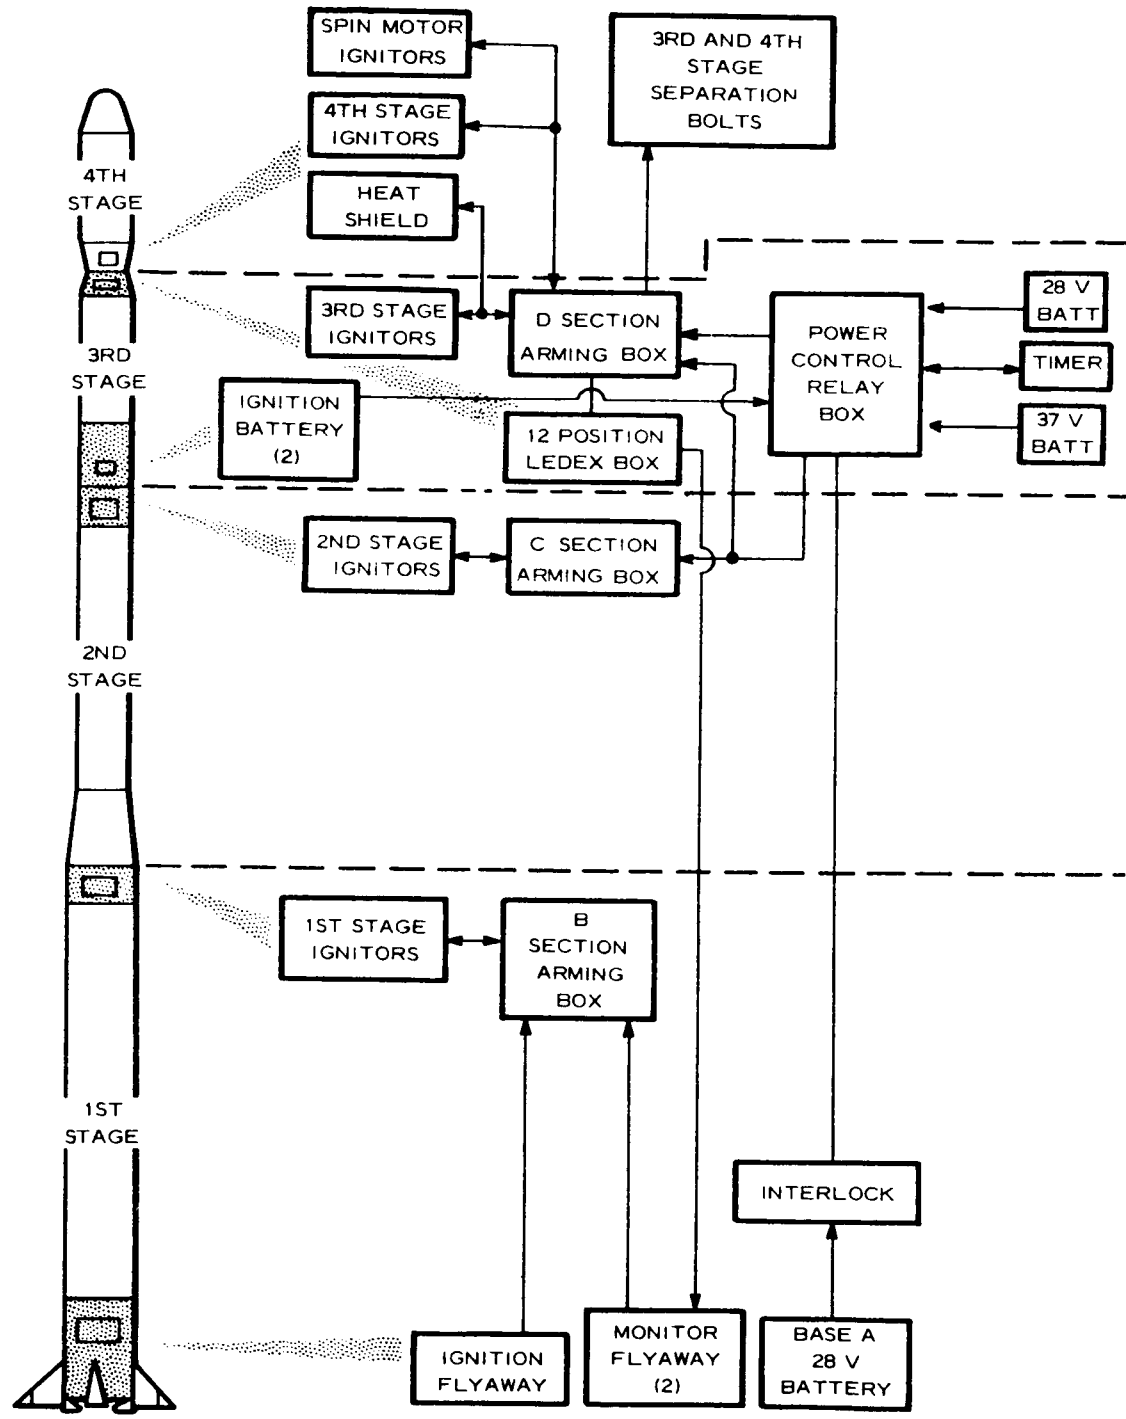 SPIN MOTOR
IGNITORS
3RD AND 4TH
STAGE
SEPARATION
BOLTS
4TH STAGE
IGNITORS
4TH
STAGE
HEAT
SHIELD
3RD STAGE
IGNITORS
D SECTION
ARMING BOX
POWER
CONTROL
RELAY
BOX
28 V
BATT
TIMER
37 V
BATT
3RD
STAGE
IGNITION
BATTERY
(2)
12 POSITION
LEDEX BOX
2ND STAGE
IGNITORS
C SECTION
ARMING BOX
2ND
STAGE
1ST STAGE
IGNITORS
B
SECTION
ARMING
BOX
1ST
STAGE
INTERLOCK
IGNITION
FLYAWAY
MONITOR
FLYAWAY
(2)
BASE A
28 V
BATTERY